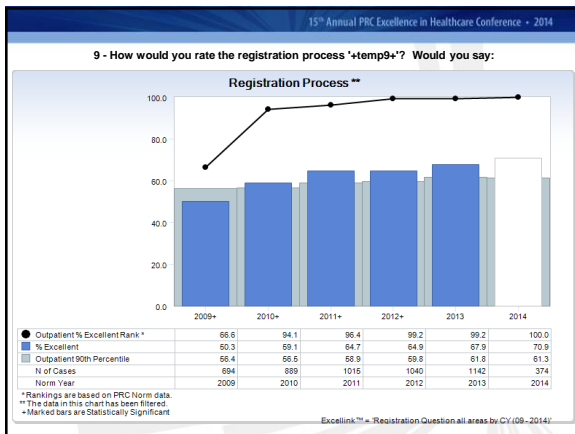 15th Annual PRC Excellence in Healthcare Conference • 2014
9 - How would you rate the registration process '+temp9+'? Would you say:
Registration Process **
100.0
80.0
60.0
40.0
20.0
0.0
2009+ 2010+ 2011+ 2012+ 2013 2014
Outpatient % Excellent Rank * 66.6 94.1 96.4 99.2 99.2 100.0
% Excellent 50.3 59.1 64.7 64.9 67.9 70.9
Outpatient 90th Percentile 56.4 56.5 58.9 59.8 61.8 61.3
N of Cases 694 889 1015 1040 1142 374
Norm Year 2009 2010 2011 2012 2013 2014
* Rankings are based on PRC Norm data.
** The data in this chart has been filtered.
+ Marked bars are Statistically Significant
Excellink™ = 'Registration Question all areas by CY (09 - 2014)'